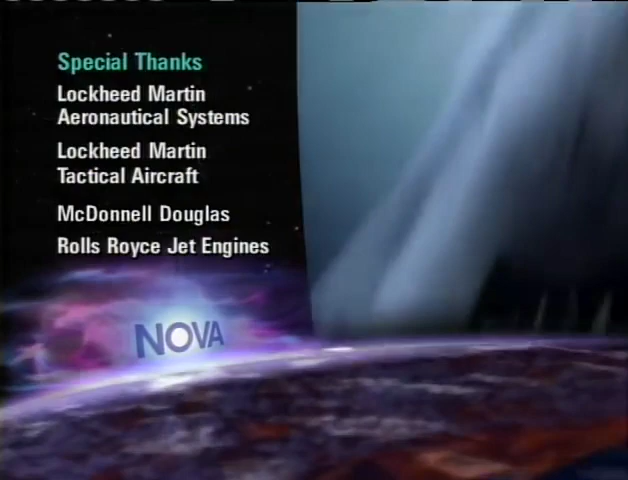 Special Thanks
Lockheed Martin
Aeronautical Systems
Lockheed Martin
Tactical Aircraft
McDonnell Douglas
Rolls Royce Jet Engines
NOVA